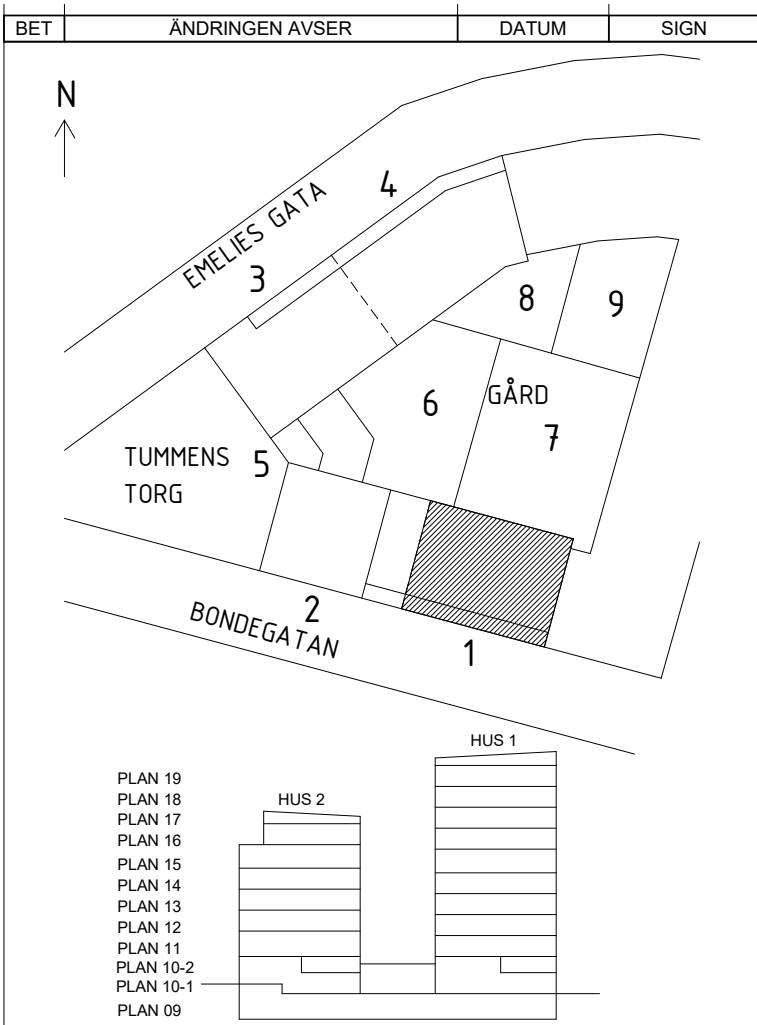 BET ÄNDRINGEN AVSER DATUM SIGN
N
4
EMELIES GATA
3
8
9
6
GÅRD
7
TUMMENS
TORG
5
2
BONDEGATAN
1
HUS 1
PLAN 19
PLAN 18
HUS 2
PLAN 17
PLAN 16
PLAN 15
PLAN 14
PLAN 13
PLAN 12
PLAN 11
PLAN 10-2
PLAN 10-1
PLAN 09